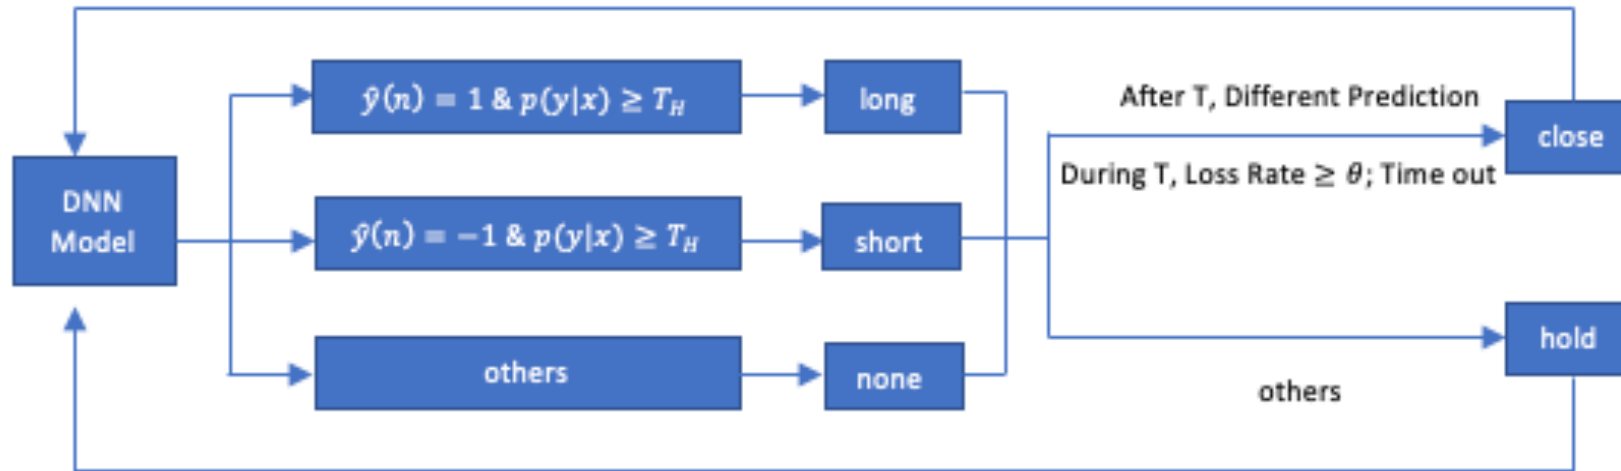 ŷ(n) = 1 & p(y|x) ≥ T_H
long
After T, Different Prediction
close
During T, Loss Rate ≥ θ; Time out
DNN
Model
ŷ(n) = −1 & p(y|x) ≥ T_H
short
hold
others
none
others